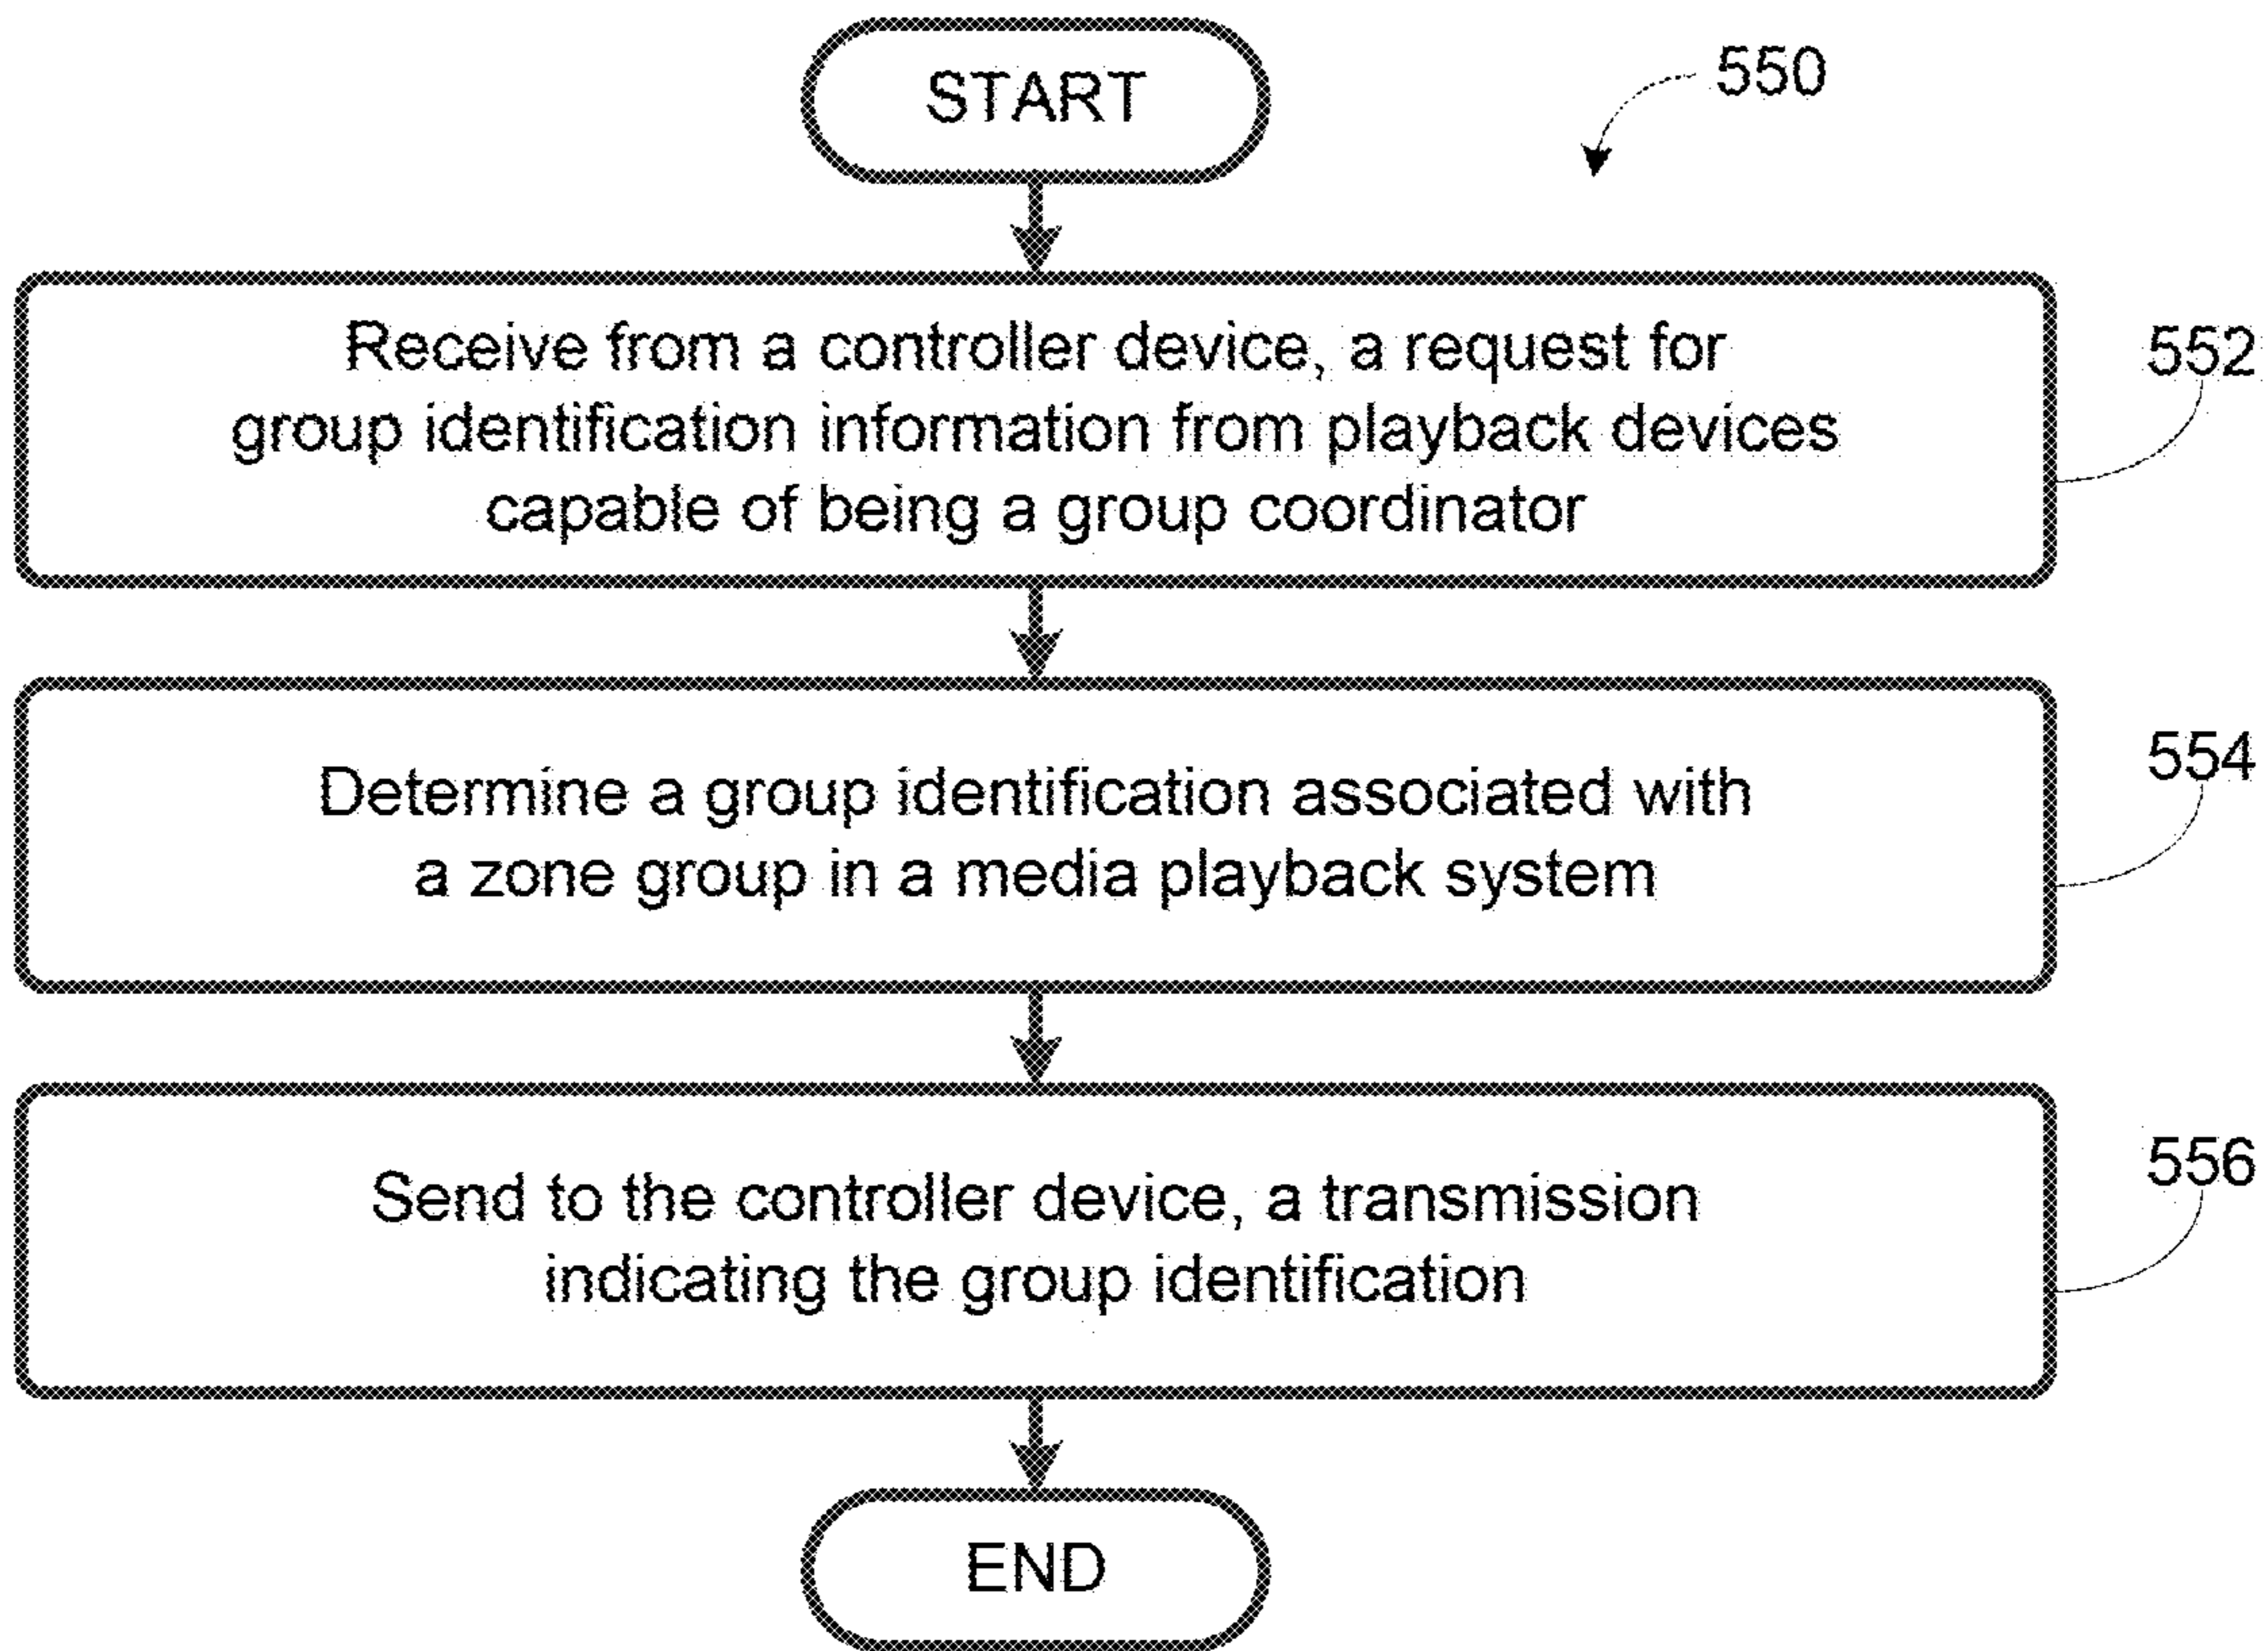 START
550
Receive from a controller device, a request for
group identification information from playback devices
capable of being a group coordinator
552
Determine a group identification associated with
a zone group in a media playback system
554
Send to the controller device, a transmission
indicating the group identification
556
END